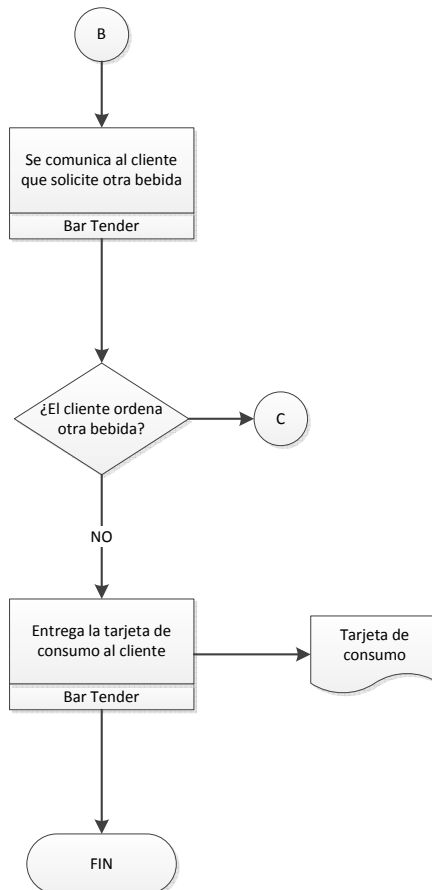 B
Se comunica al cliente
que solicite otra bebida
Bar Tender
¿El cliente ordena
otra bebida?
C
NO
Entrega la tarjeta de
consumo al cliente
Bar Tender
Tarjeta de
consumo
FIN